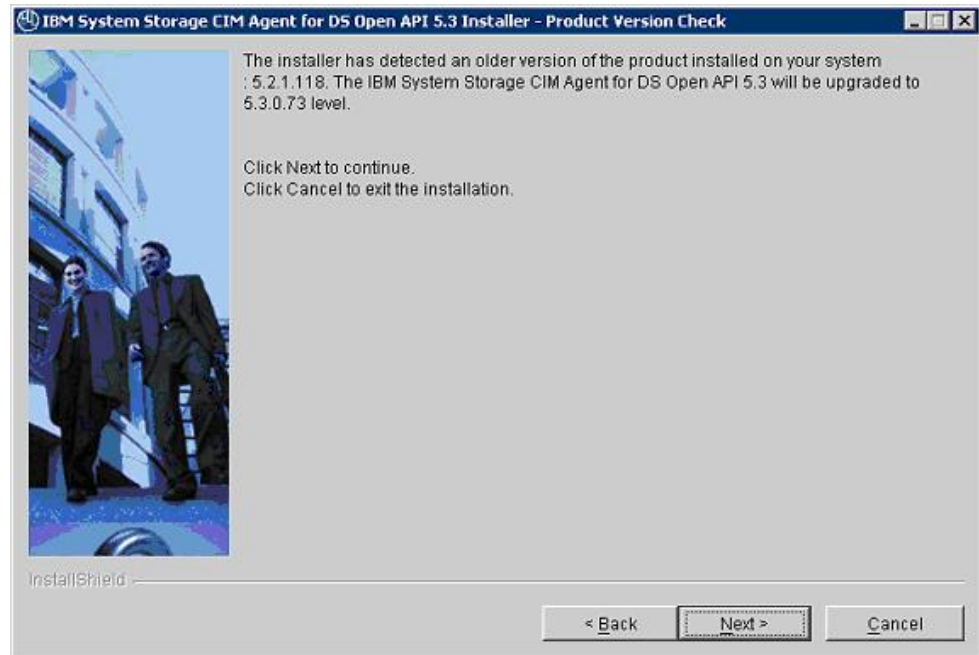 IBM System Storage CIM Agent for DS Open API 5.3 Installer - Product Version Check
The installer has detected an older version of the product installed on your system
: 5.2.1.118. The IBM System Storage CIM Agent for DS Open API 5.3 will be upgraded to
5.3.0.73 level.
Click Next to continue.
Click Cancel to exit the installation.
InstallShield
< Back
Next >
Cancel